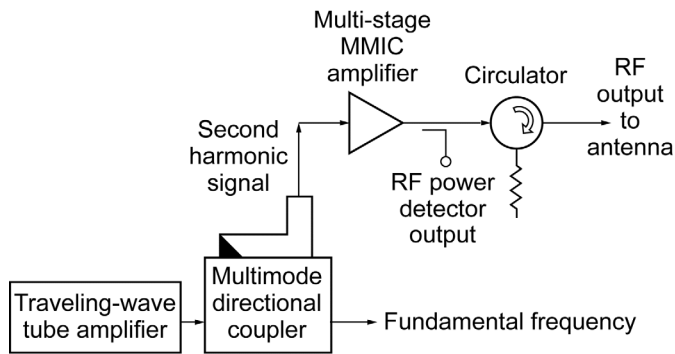 Multi-stage
MMIC
amplifier
Circulator
RF
output
to
antenna
Second
harmonic
signal
RF power
detector
output
Multimode
directional
coupler
Traveling-wave
tube amplifier
Fundamental frequency